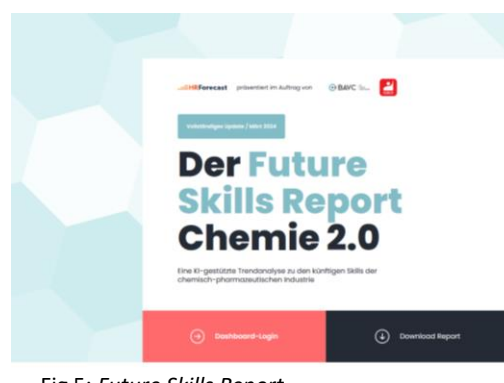 HRForecast präsentiert im Auftrag von BAVC
Vollständiges Update / März 2024
Der Future
Skills Report
Chemie 2.0
Eine KI-gestützte Trendanalyse zu den künftigen Skills der
chemisch-pharmazeutischen Industrie
Dashboard-Login
Download Report
Fig 5: Future Skills Report